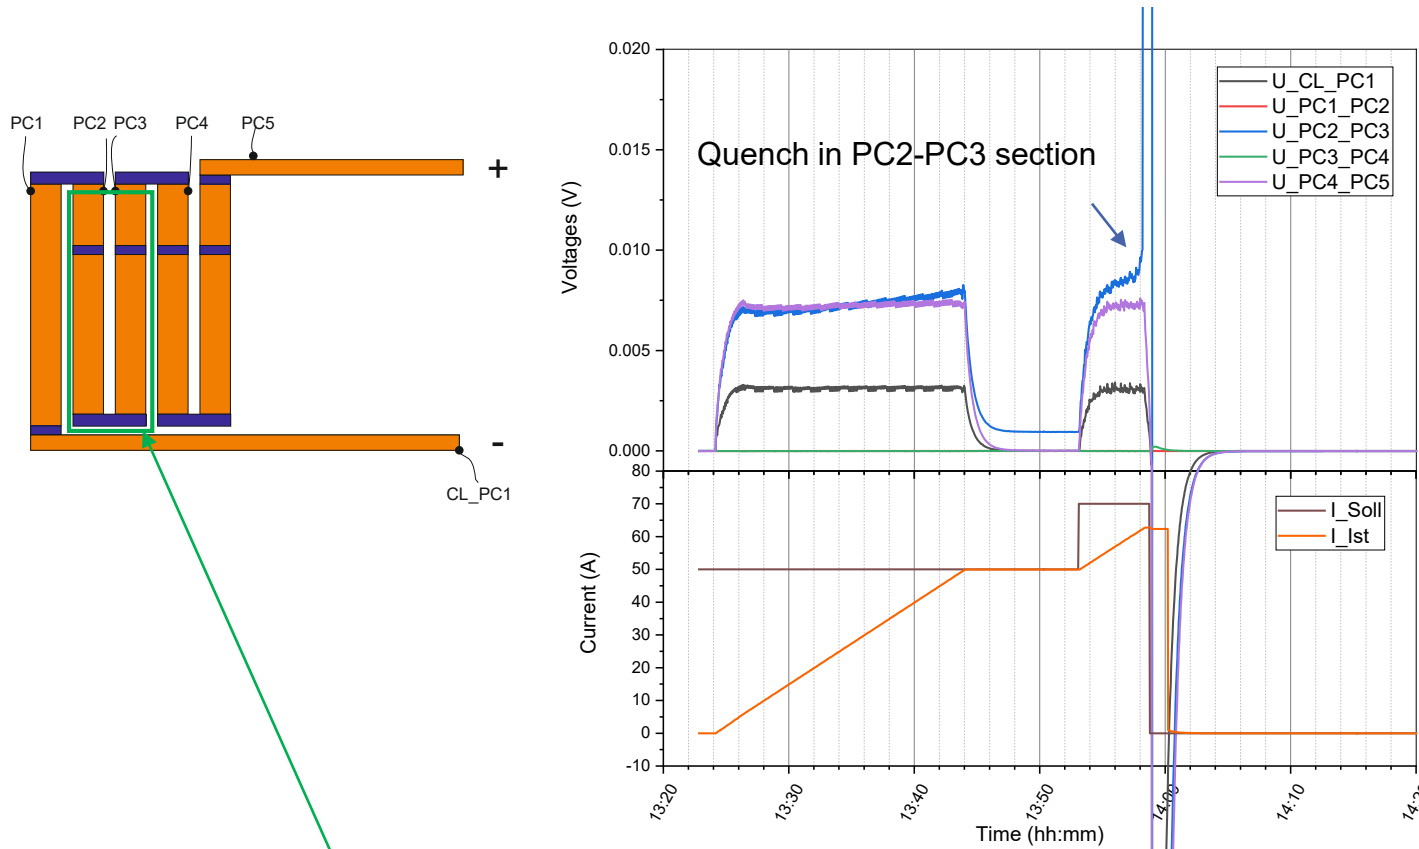 PC1
PC2
PC3
PC4
PC5
+
-
CL_PC1
Voltages (V)
0.020
0.015
0.010
0.005
0.000
Quench in PC2-PC3 section
U_CL_PC1
U_PC1_PC2
U_PC2_PC3
U_PC3_PC4
U_PC4_PC5
Current (A)
80
70
60
50
40
30
20
10
0
-10
I_Soll
I_Ist
13:20
13:30
13:40
13:50
14:00
14:10
Time (hh:mm)